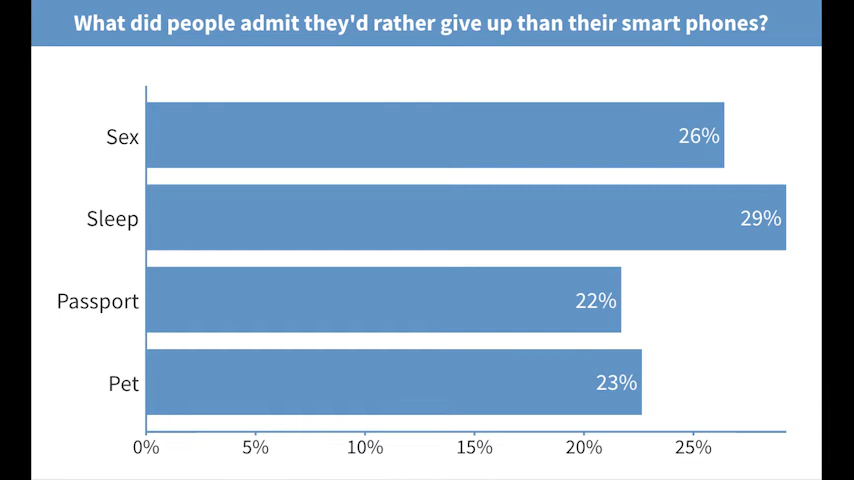 What did people admit they'd rather give up than their smart phones?
Sex 26%
Sleep 29%
Passport 22%
Pet 23%
0% 5% 10% 15% 20% 25%